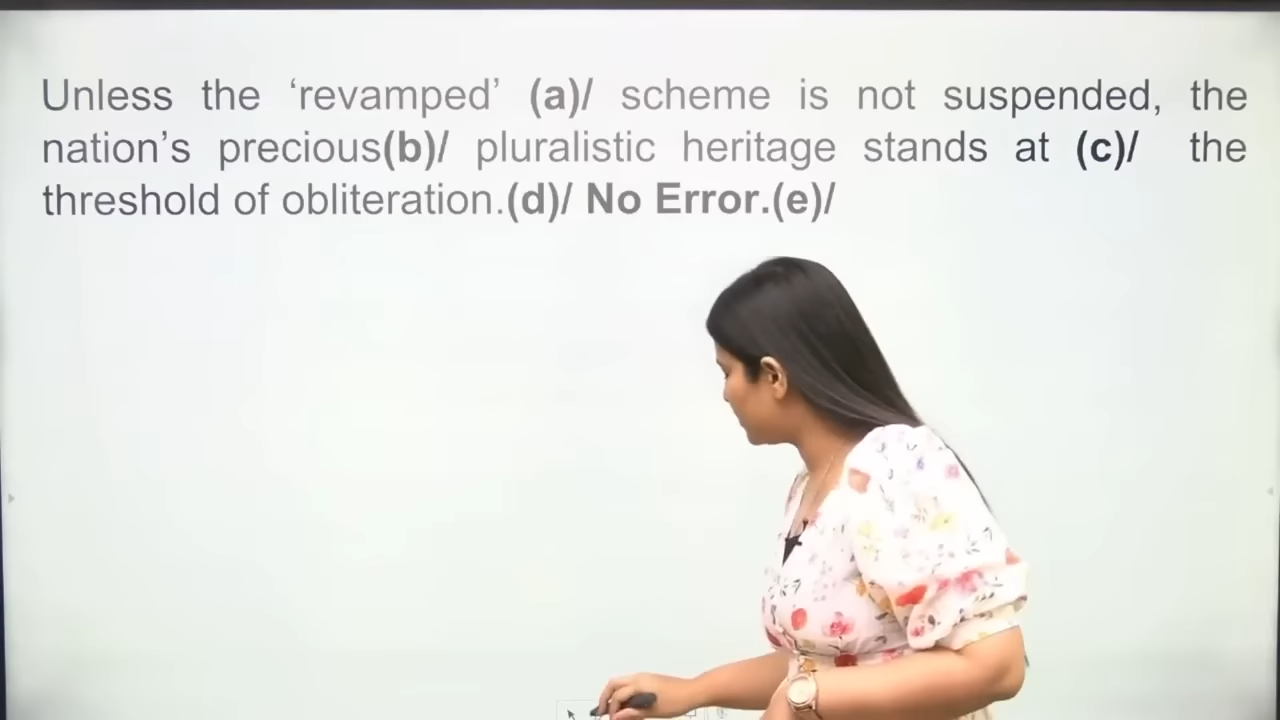 Unless the ‘revamped’ (a)/ scheme is not suspended, the
nation’s precious(b)/ pluralistic heritage stands at (c)/ the
threshold of obliteration.(d)/ No Error.(e)/